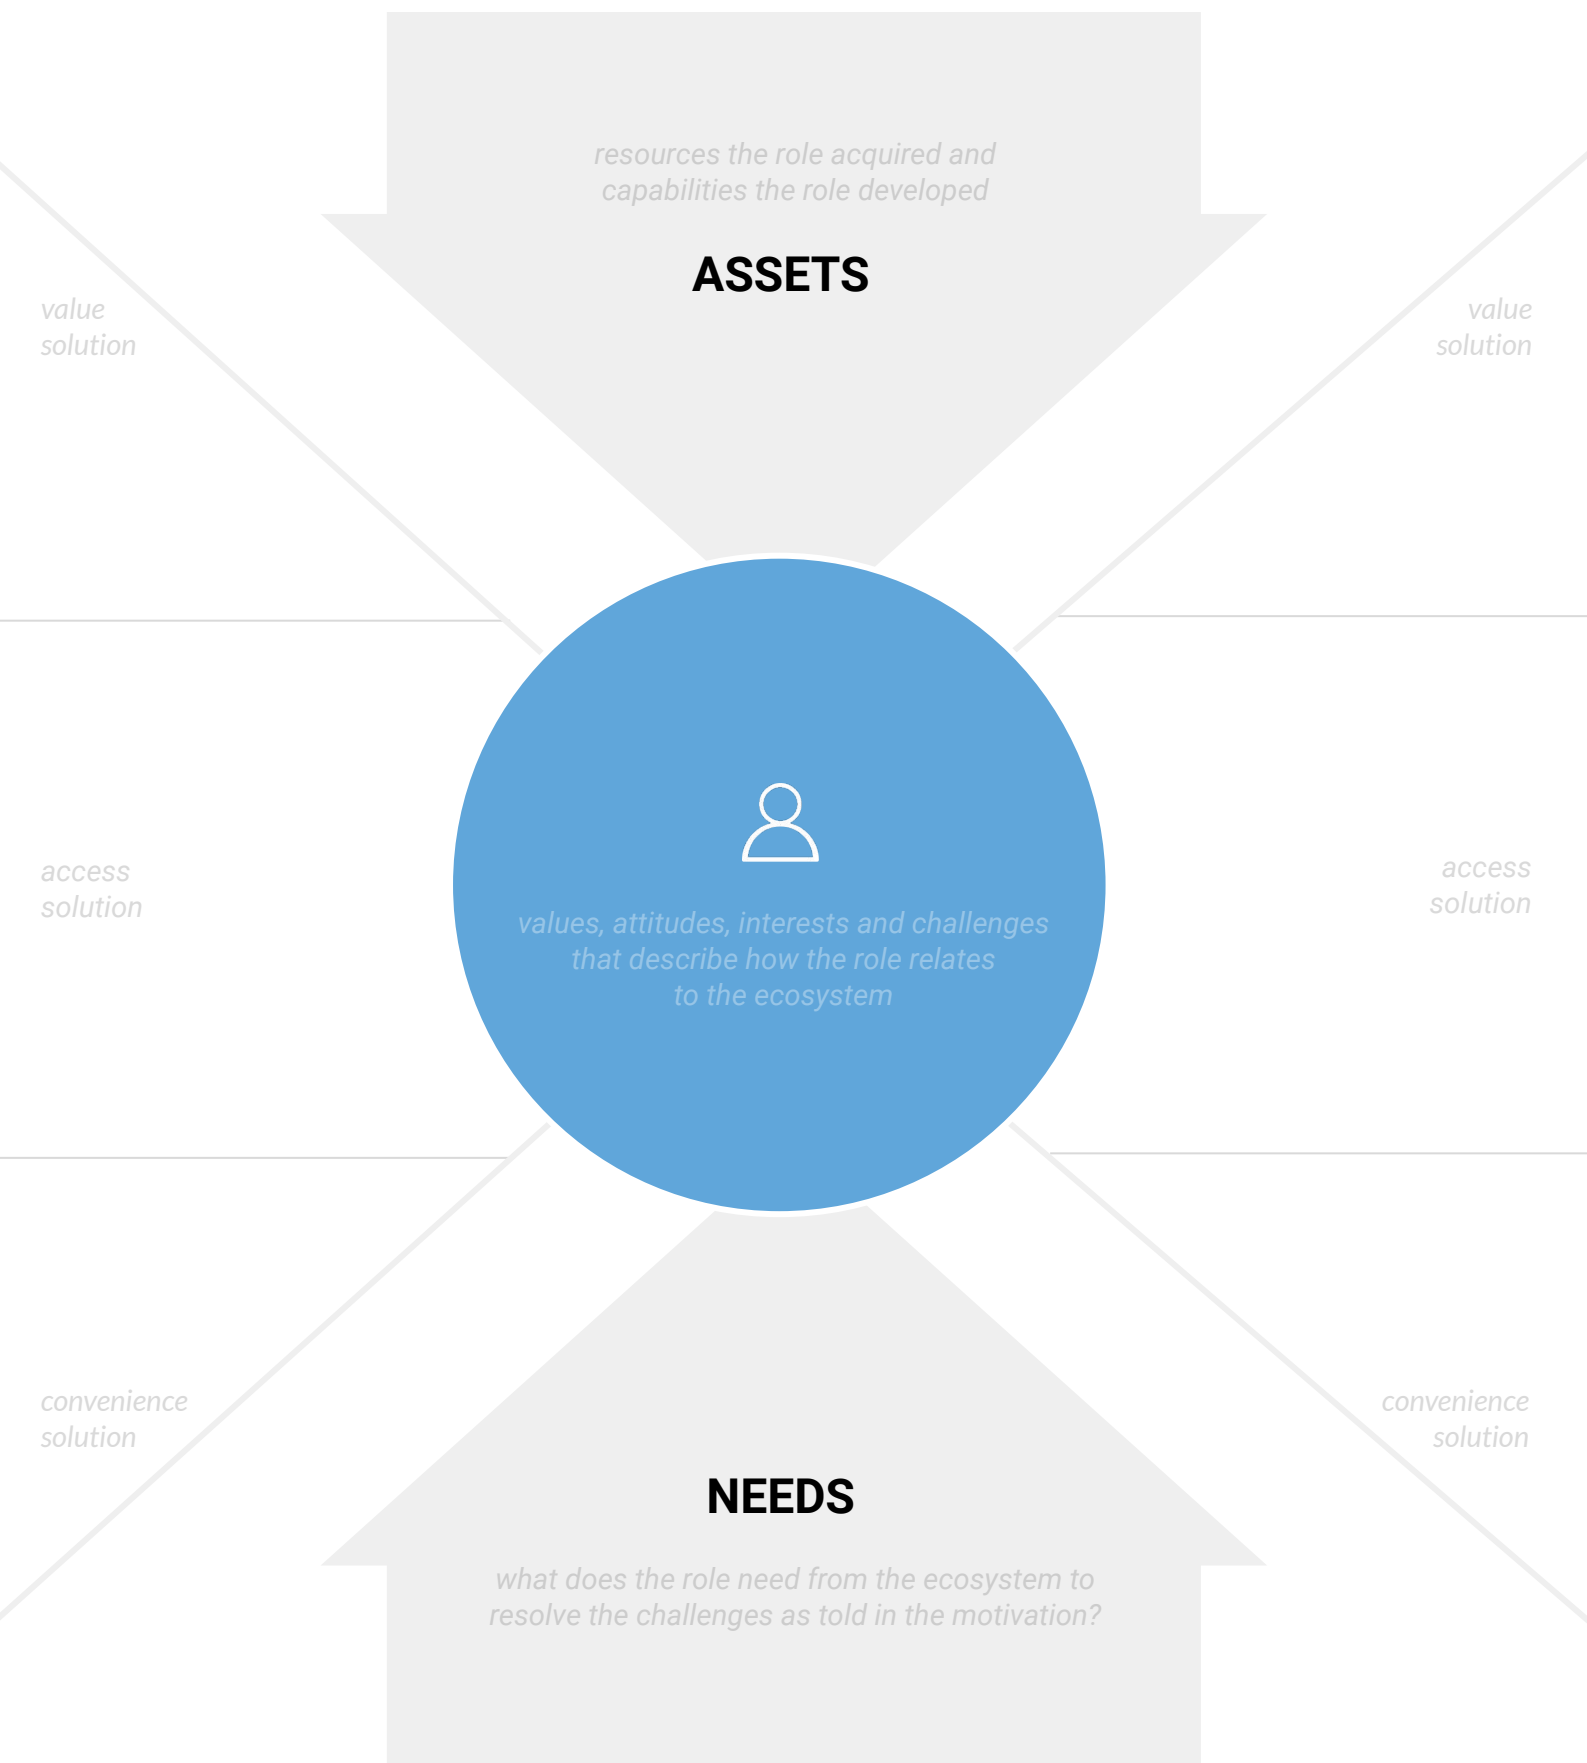 resources the role acquired and
capabilities the role developed
ASSETS
value
solution
value
solution
access
solution
access
solution
values, attitudes, interests and challenges
that describe how the role relates
to the ecosystem
convenience
solution
convenience
solution
NEEDS
what does the role need from the ecosystem to
resolve the challenges as told in the motivation?